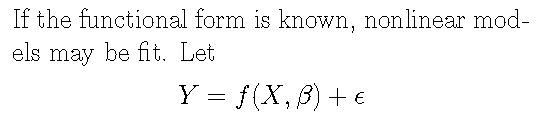 If the functional form is known, nonlinear mod-
els may be fit. Let
Y = f(X, β) + ϵ